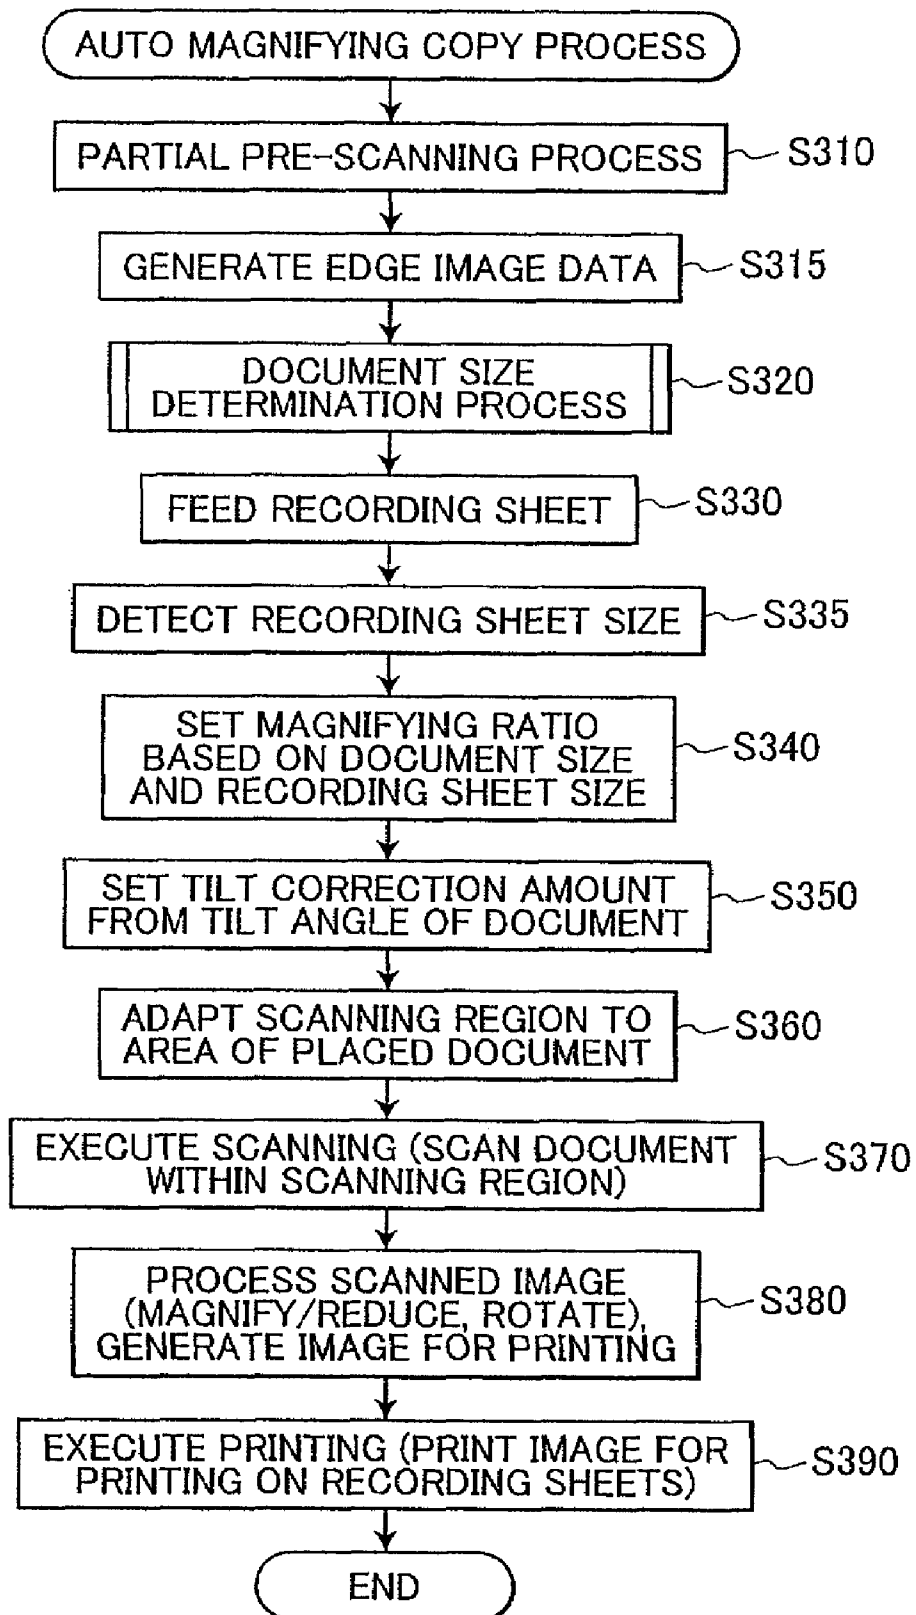 AUTO MAGNIFYING COPY PROCESS
PARTIAL PRE-SCANNING PROCESS
S310
GENERATE EDGE IMAGE DATA
S315
DOCUMENT SIZE
DETERMINATION PROCESS
S320
FEED RECORDING SHEET
S330
DETECT RECORDING SHEET SIZE
S335
SET MAGNIFYING RATIO
BASED ON DOCUMENT SIZE
AND RECORDING SHEET SIZE
S340
SET TILT CORRECTION AMOUNT
FROM TILT ANGLE OF DOCUMENT
S350
ADAPT SCANNING REGION TO
AREA OF PLACED DOCUMENT
S360
EXECUTE SCANNING (SCAN DOCUMENT
WITHIN SCANNING REGION)
S370
PROCESS SCANNED IMAGE
(MAGNIFY/REDUCE, ROTATE),
GENERATE IMAGE FOR PRINTING
S380
EXECUTE PRINTING (PRINT IMAGE FOR
PRINTING ON RECORDING SHEETS)
S390
END